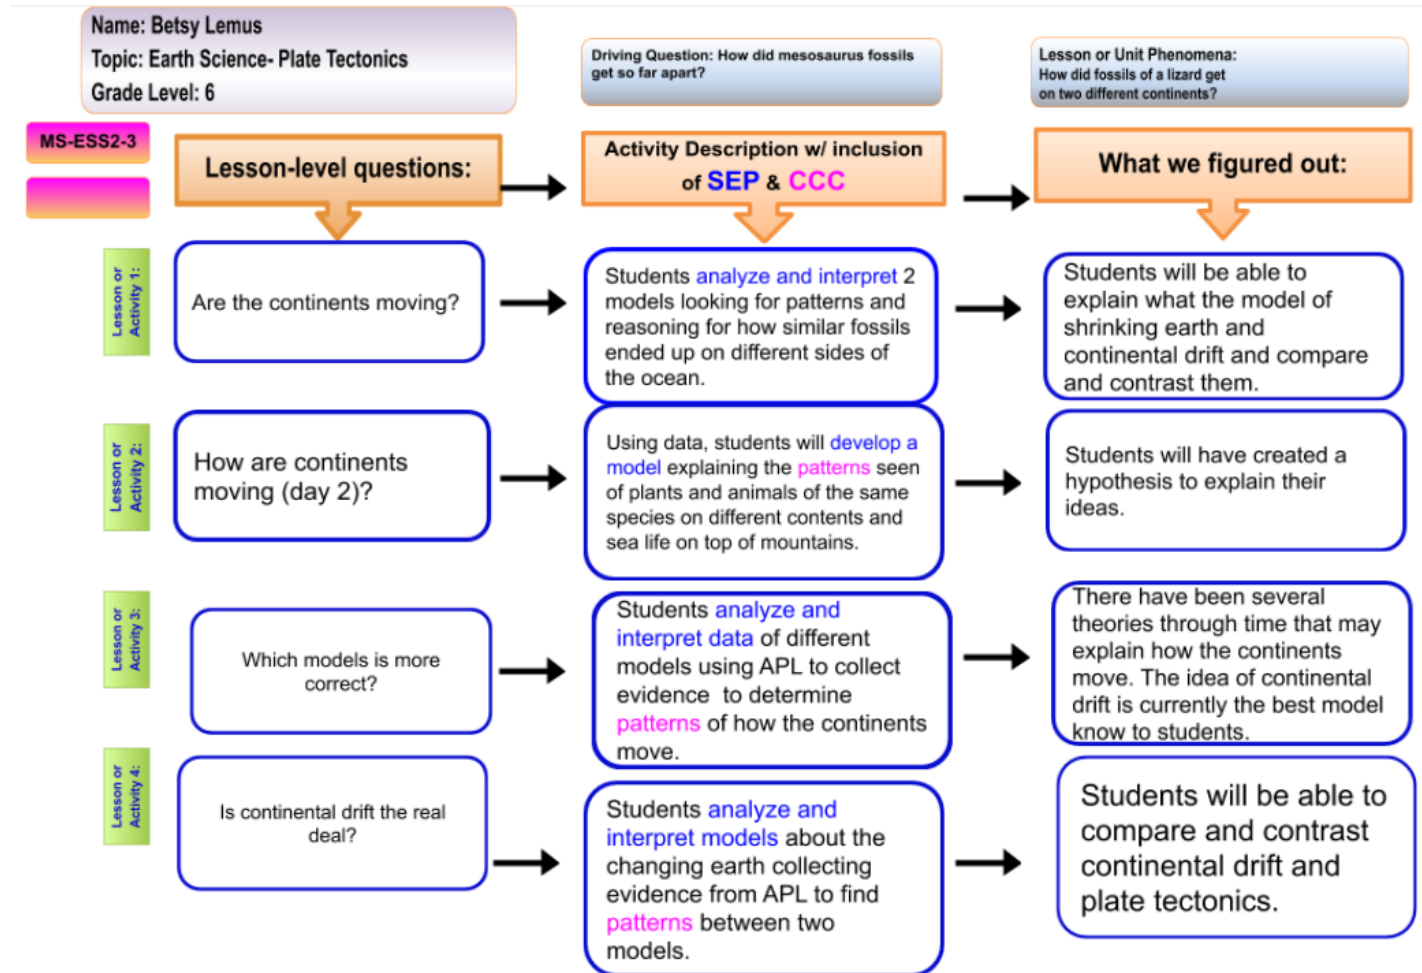 Name: Betsy Lemus
Topic: Earth Science- Plate Tectonics
Grade Level: 6
Driving Question: How did mesosaurus fossils
get so far apart?
Lesson or Unit Phenomena:
How did fossils of a lizard get
on two different continents?
MS-ESS2-3
Lesson-level questions:
Activity Description w/ inclusion
of SEP & CCC
What we figured out:
Lesson or
Activity 1:
Are the continents moving?
Students analyze and interpret 2
models looking for patterns and
reasoning for how similar fossils
ended up on different sides of
the ocean.
Students will be able to
explain what the model of
shrinking earth and
continental drift and compare
and contrast them.
Lesson or
Activity 2:
How are continents
moving (day 2)?
Using data, students will develop a
model explaining the patterns seen
of plants and animals of the same
species on different contents and
sea life on top of mountains.
Students will have created a
hypothesis to explain their
ideas.
Lesson or
Activity 3:
Which models is more
correct?
Students analyze and
interpret data of different
models using APL to collect
evidence to determine
patterns of how the continents
move.
There have been several
theories through time that may
explain how the continents
move. The idea of continental
drift is currently the best model
know to students.
Lesson or
Activity 4:
Is continental drift the real
deal?
Students analyze and
interpret models about the
changing earth collecting
evidence from APL to find
patterns between two
models.
Students will be able to
compare and contrast
continental drift and
plate tectonics.